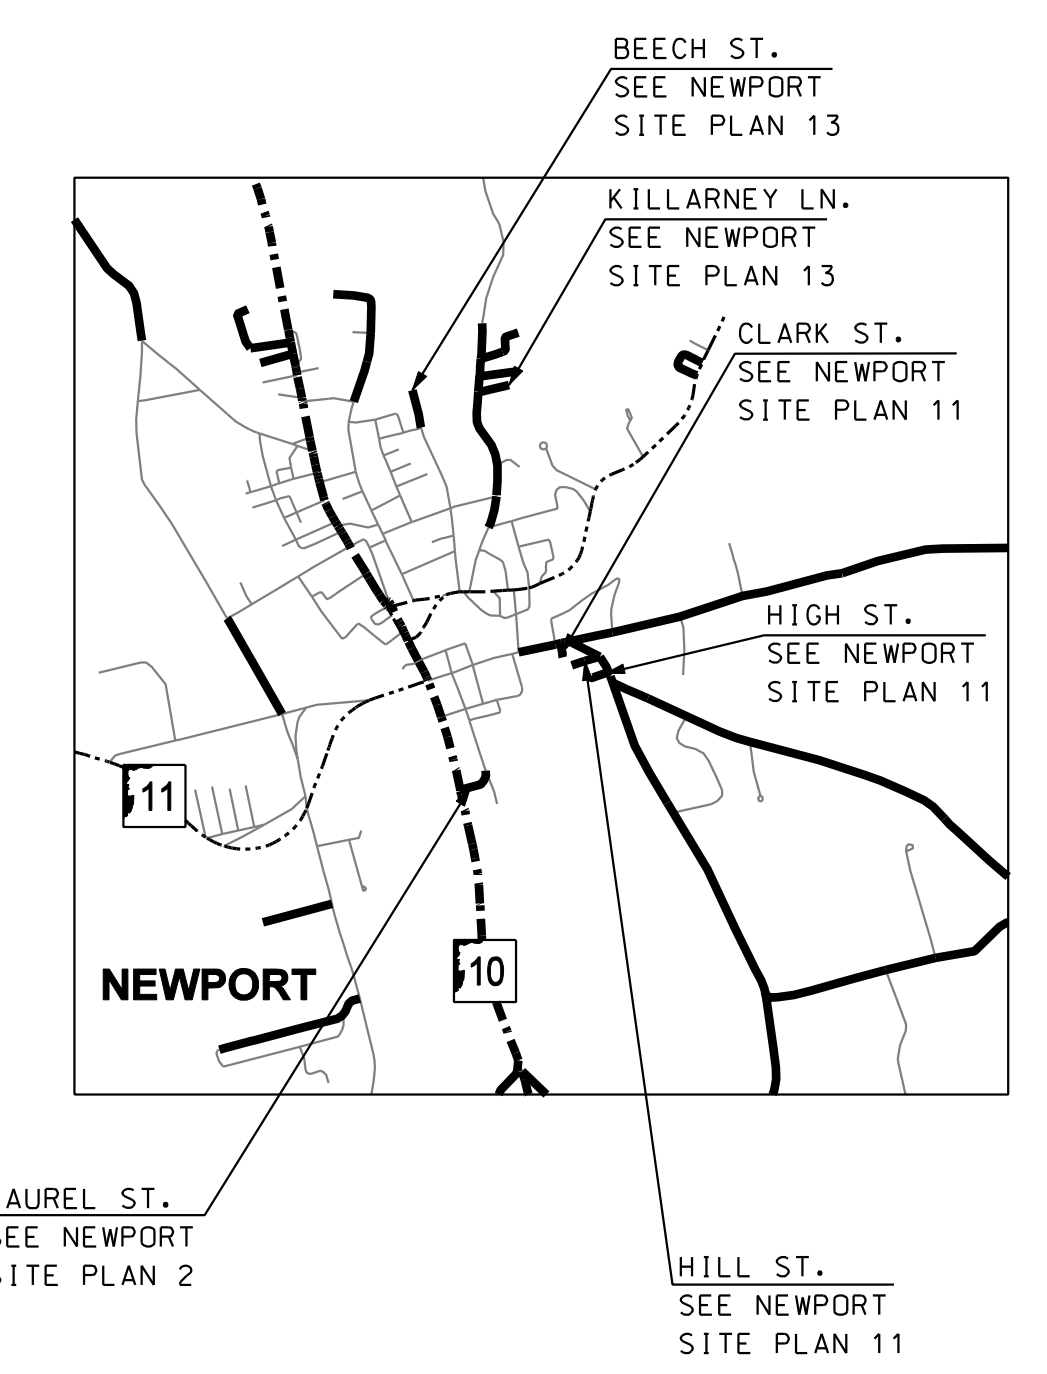 BEECH ST.
SEE NEWPORT
SITE PLAN 13
KILLARNEY LN.
SEE NEWPORT
SITE PLAN 13
CLARK ST.
SEE NEWPORT
SITE PLAN 11
HIGH ST.
SEE NEWPORT
SITE PLAN 11
11
10
NEWPORT
AUREL ST.
SEE NEWPORT
SITE PLAN 2
HILL ST.
SEE NEWPORT
SITE PLAN 11